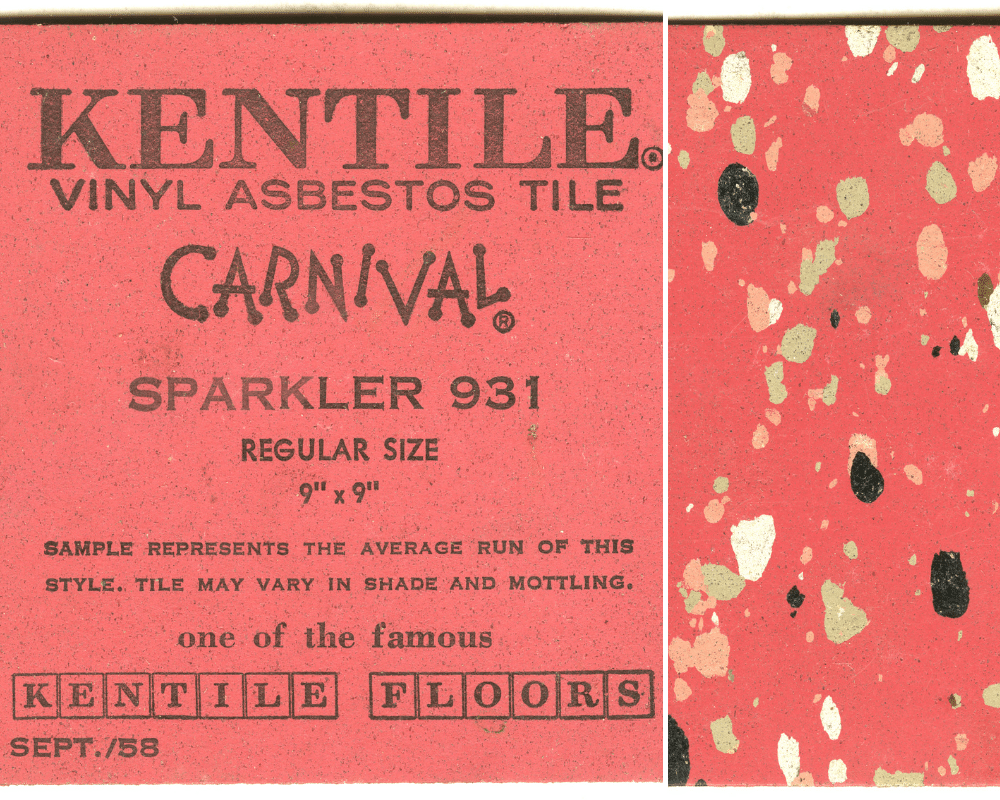 KENTILE®
VINYL ASBESTOS TILE
CARNIVAL®
SPARKLER 931
REGULAR SIZE
9" x 9"
SAMPLE REPRESENTS THE AVERAGE RUN OF THIS
STYLE. TILE MAY VARY IN SHADE AND MOTTLING.
one of the famous
KENTILE FLOORS
SEPT./58